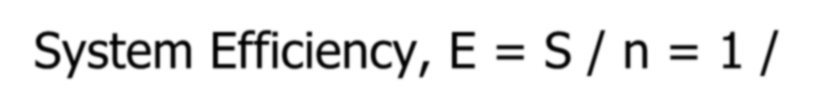 System Efficiency, E = S / n = 1 /